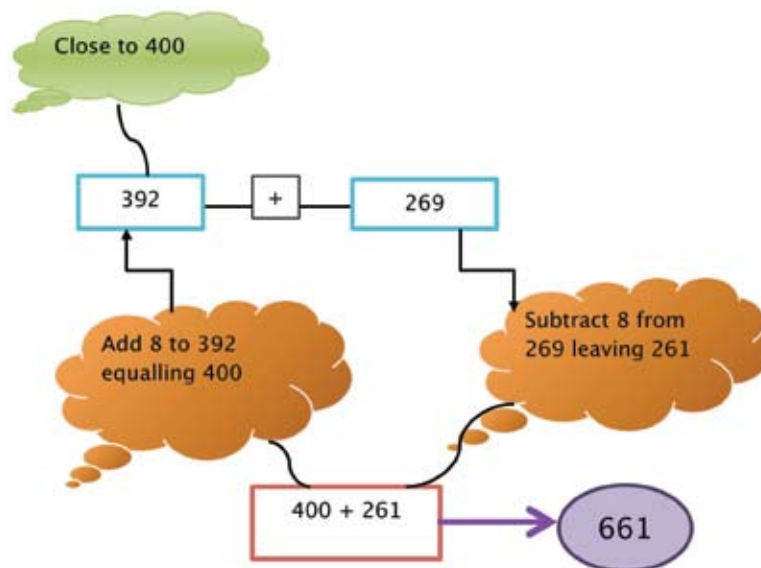 Close to 400
392
+
269
Add 8 to 392
equalling 400
Subtract 8 from
269 leaving 261
400 + 261
661